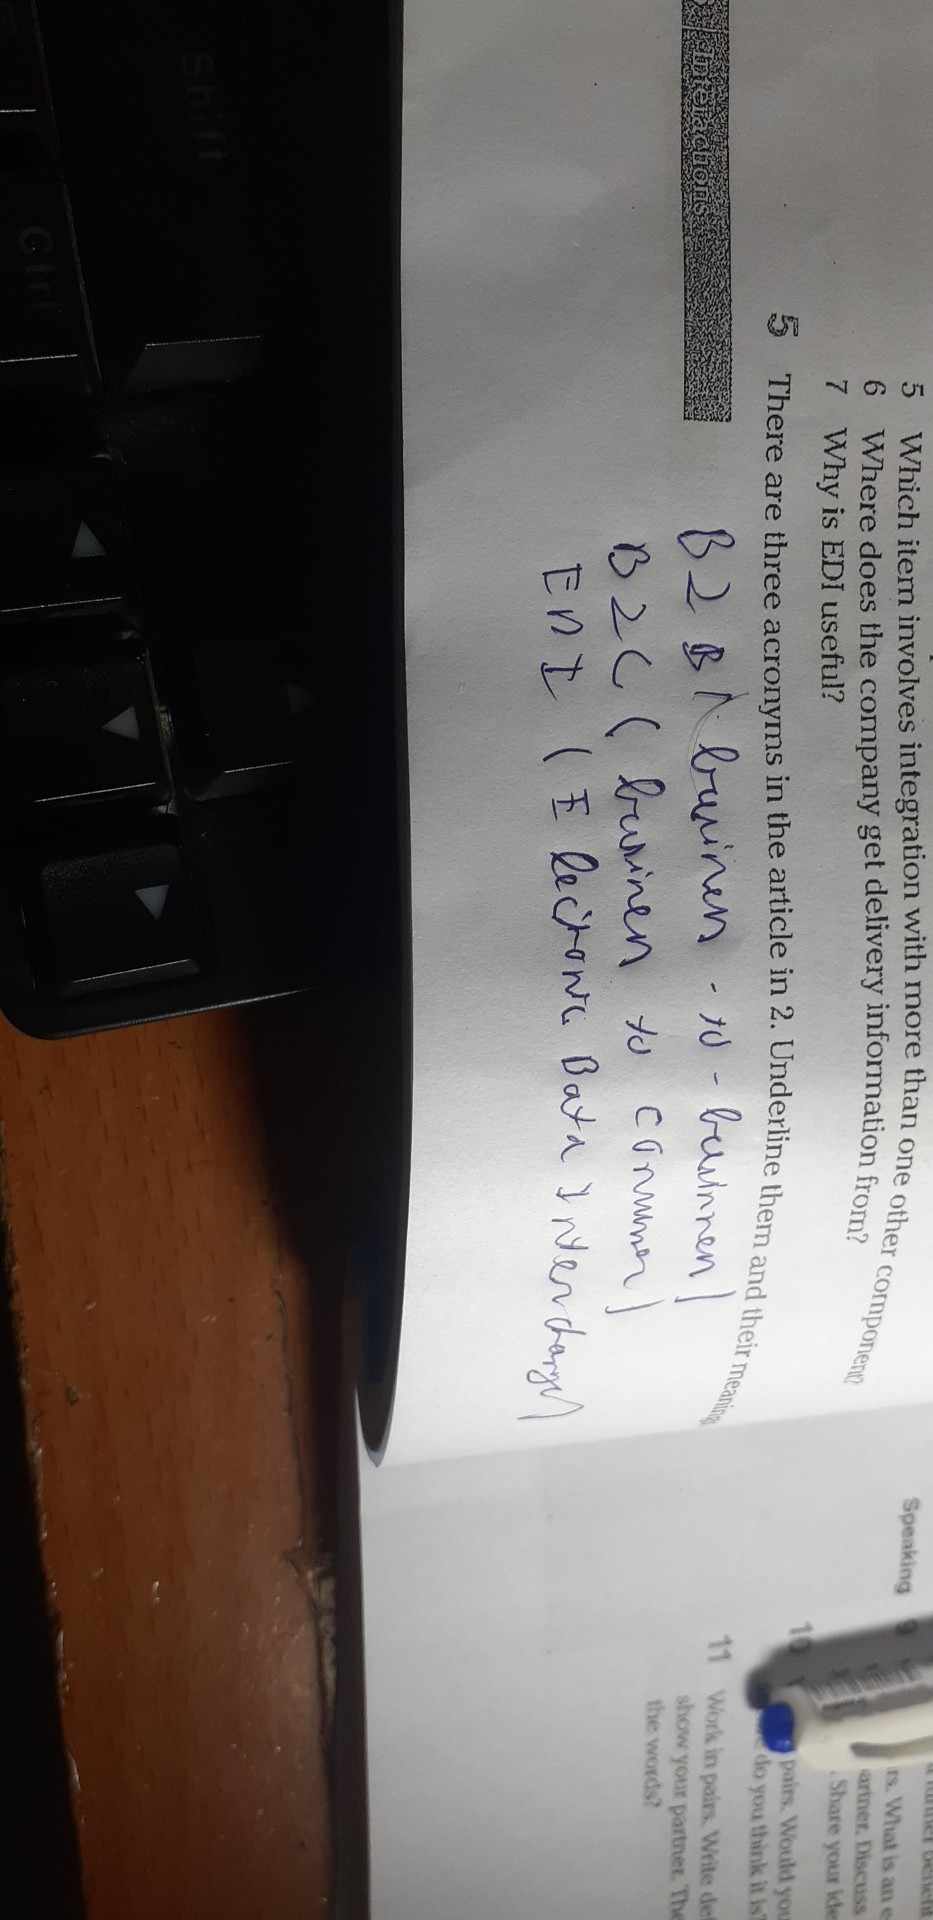 5 Which item involves integration with more than one other component?
6 Where does the company get delivery information from?
7 Why is EDI useful?
5 There are three acronyms in the article in 2. Underline them and their meaning
B2B (business-to-business)
B2C (business to consumer)
EDI (Electronic Data Interchange)
Interactions
Speaking 9
rs. What is an e
artner. Discuss
. Share your ide
10
pairs. Would you
do you think it is?
11 Work in pairs. Write def
show your partner. The
the words?
Shift
Ctrl